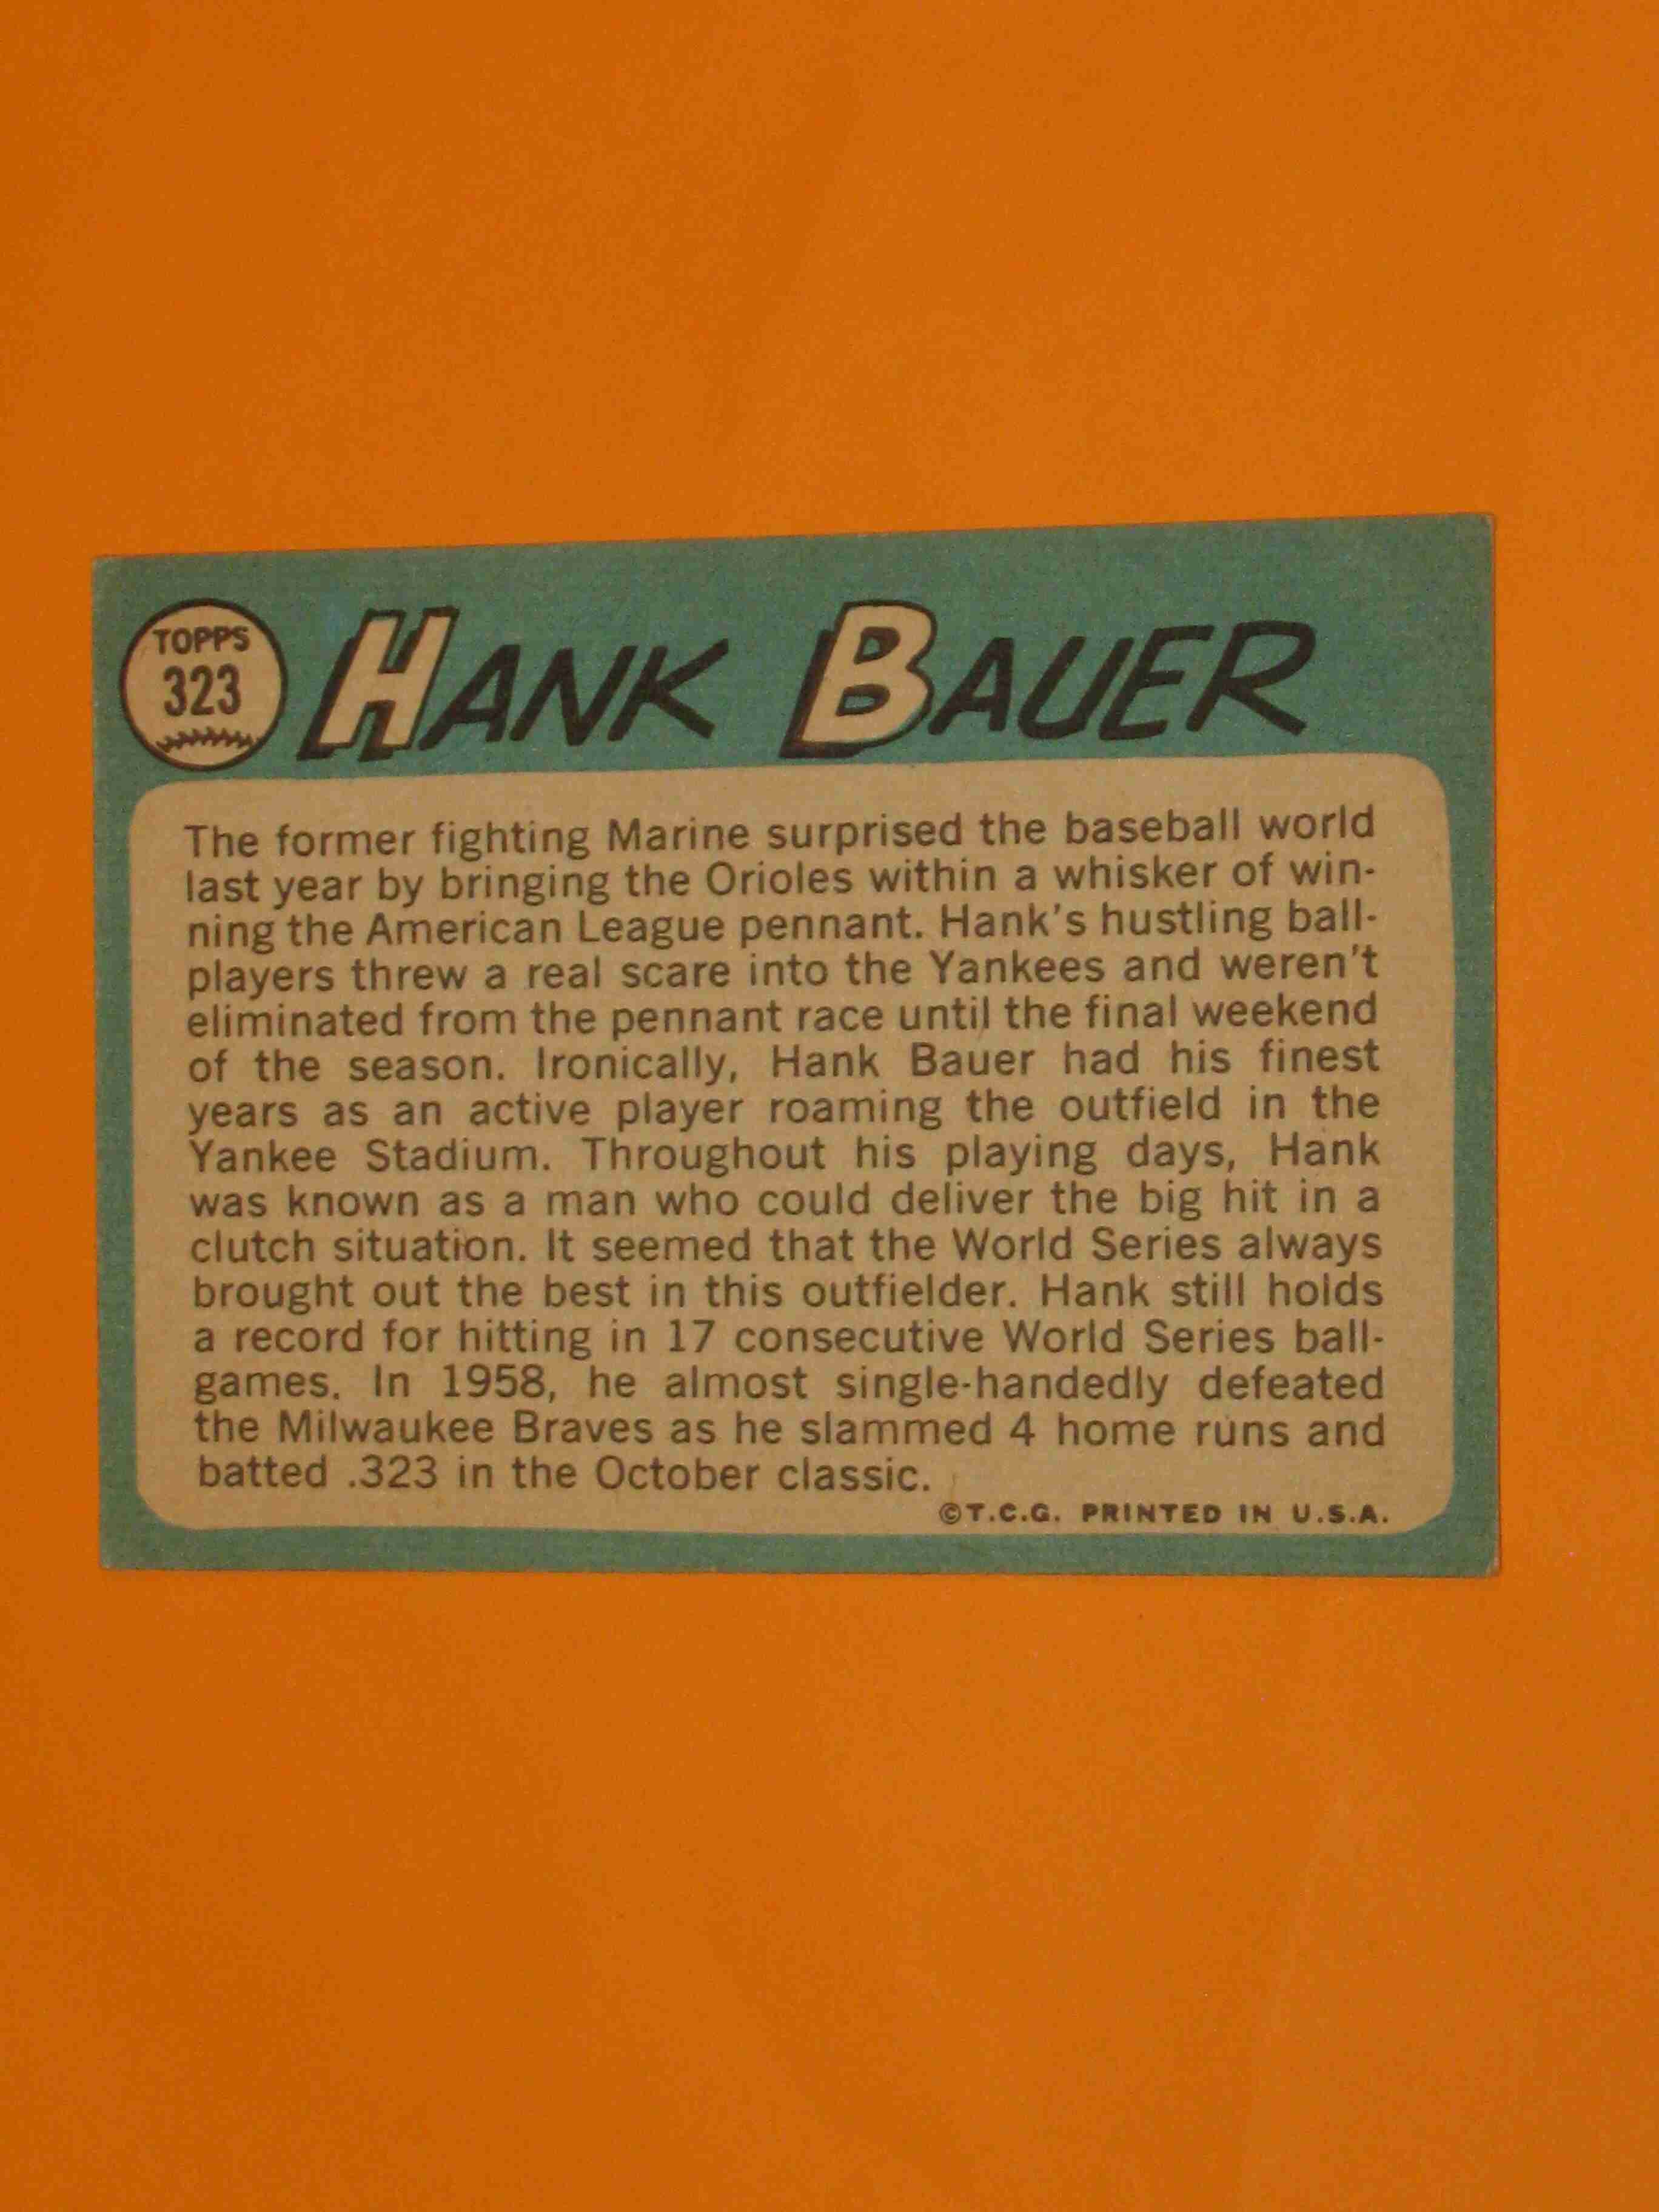 TOPPS
323
HANK BAUER
The former fighting Marine surprised the baseball world
last year by bringing the Orioles within a whisker of win-
ning the American League pennant. Hank's hustling ball-
players threw a real scare into the Yankees and weren't
eliminated from the pennant race until the final weekend
of the season. Ironically, Hank Bauer had his finest
years as an active player roaming the outfield in the
Yankee Stadium. Throughout his playing days, Hank
was known as a man who could deliver the big hit in a
clutch situation. It seemed that the World Series always
brought out the best in this outfielder. Hank still holds
a record for hitting in 17 consecutive World Series ball-
games. In 1958, he almost single-handedly defeated
the Milwaukee Braves as he slammed 4 home runs and
batted .323 in the October classic.
©T.C.G. PRINTED IN U.S.A.